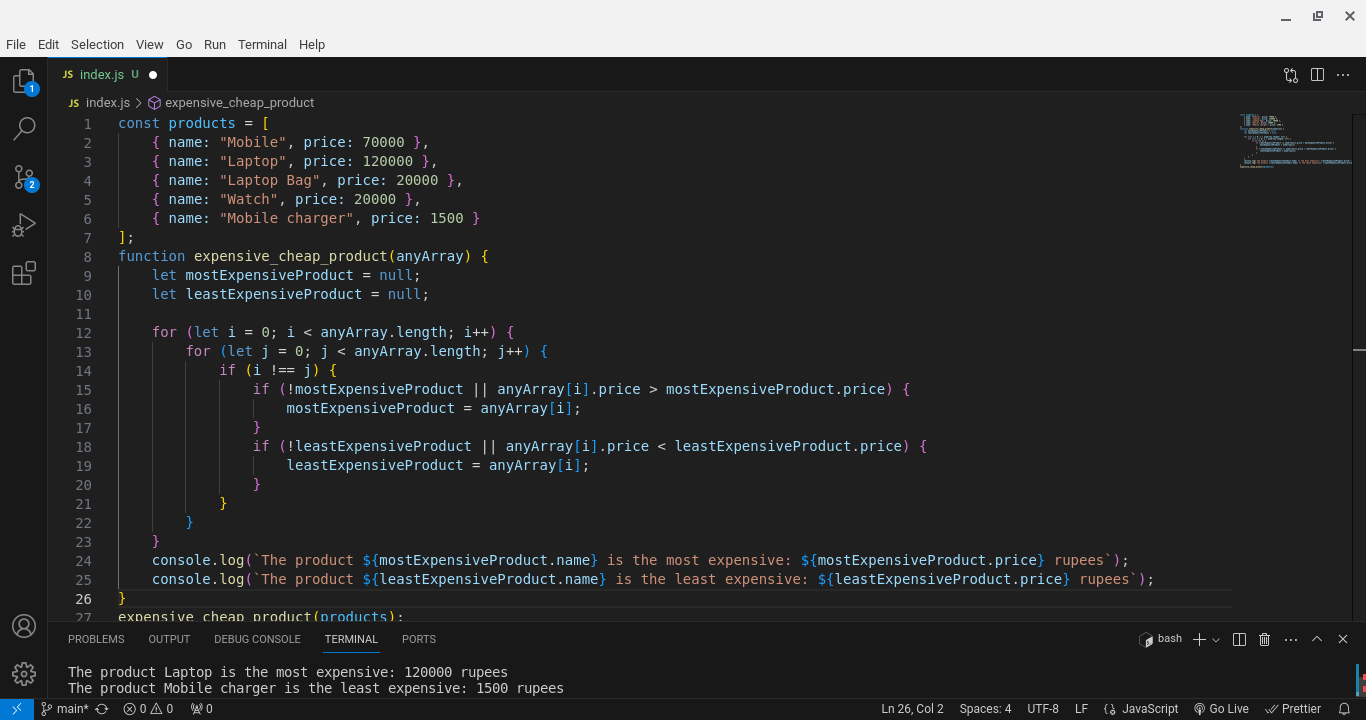 File Edit Selection View Go Run Terminal Help
JS index.js U
JS index.js > expensive_cheap_product
1 const products = [
2     { name: "Mobile", price: 70000 },
3     { name: "Laptop", price: 120000 },
4     { name: "Laptop Bag", price: 20000 },
5     { name: "Watch", price: 20000 },
6     { name: "Mobile charger", price: 1500 }
7 ];
8 function expensive_cheap_product(anyArray) {
9     let mostExpensiveProduct = null;
10     let leastExpensiveProduct = null;
11
12     for (let i = 0; i < anyArray.length; i++) {
13         for (let j = 0; j < anyArray.length; j++) {
14             if (i !== j) {
15                 if (!mostExpensiveProduct || anyArray[i].price > mostExpensiveProduct.price) {
16                     mostExpensiveProduct = anyArray[i];
17                 }
18                 if (!leastExpensiveProduct || anyArray[i].price < leastExpensiveProduct.price) {
19                     leastExpensiveProduct = anyArray[i];
20                 }
21             }
22         }
23     }
24     console.log(`The product ${mostExpensiveProduct.name} is the most expensive: ${mostExpensiveProduct.price} rupees`);
25     console.log(`The product ${leastExpensiveProduct.name} is the least expensive: ${leastExpensiveProduct.price} rupees`);
26 }
27 expensive_cheap_product(products);
1
2
PROBLEMS OUTPUT DEBUG CONSOLE TERMINAL PORTS bash
The product Laptop is the most expensive: 120000 rupees
The product Mobile charger is the least expensive: 1500 rupees
main* 0 0 0 Ln 26, Col 2 Spaces: 4 UTF-8 LF {} JavaScript Go Live Prettier